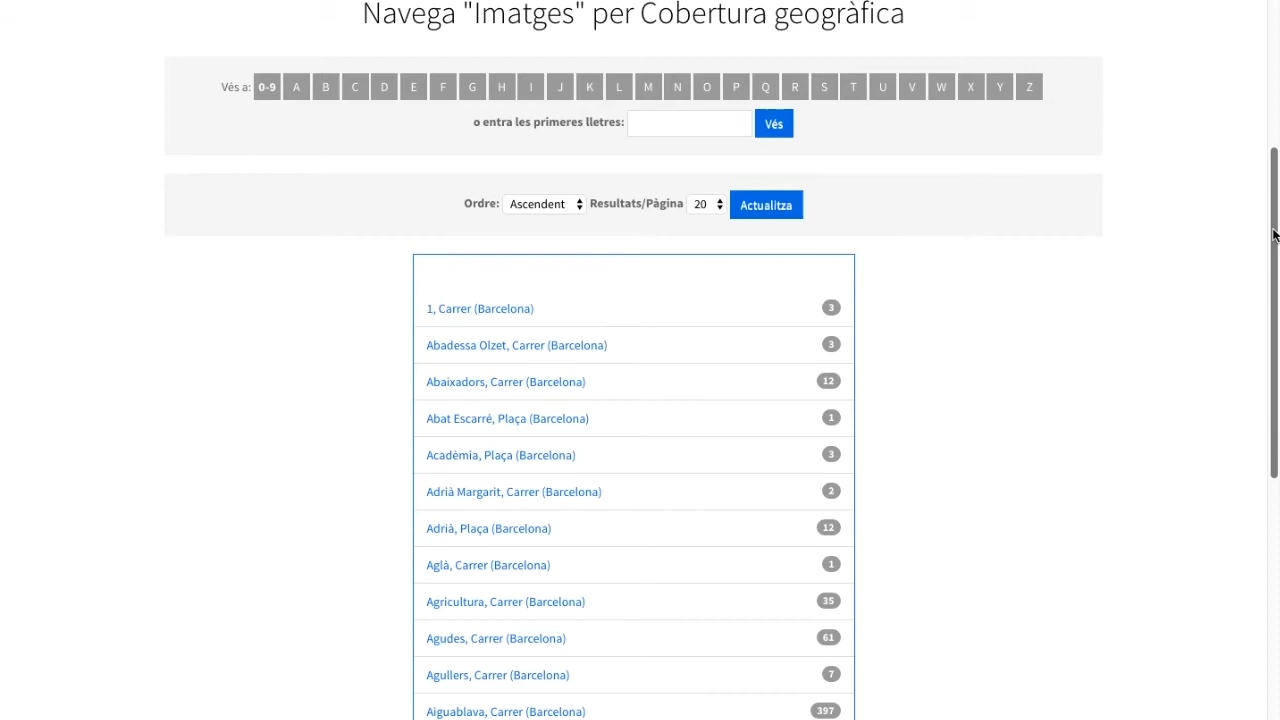 Navega "Imatges" per Cobertura geogràfica
Vés a: 0-9 A B C D E F G H I J K L M N O P Q R S T U V W X Y Z
o entra les primeres lletres: Vés
Ordre: Ascendent Resultats/Pàgina 20 Actualitza
1, Carrer (Barcelona) 3
Abadessa Olzet, Carrer (Barcelona) 3
Abaixadors, Carrer (Barcelona) 12
Abat Escarré, Plaça (Barcelona) 1
Acadèmia, Plaça (Barcelona) 3
Adrià Margarit, Carrer (Barcelona) 2
Adrià, Plaça (Barcelona) 12
Aglà, Carrer (Barcelona) 1
Agricultura, Carrer (Barcelona) 35
Agudes, Carrer (Barcelona) 61
Agullers, Carrer (Barcelona) 7
Aiguablava, Carrer (Barcelona) 397